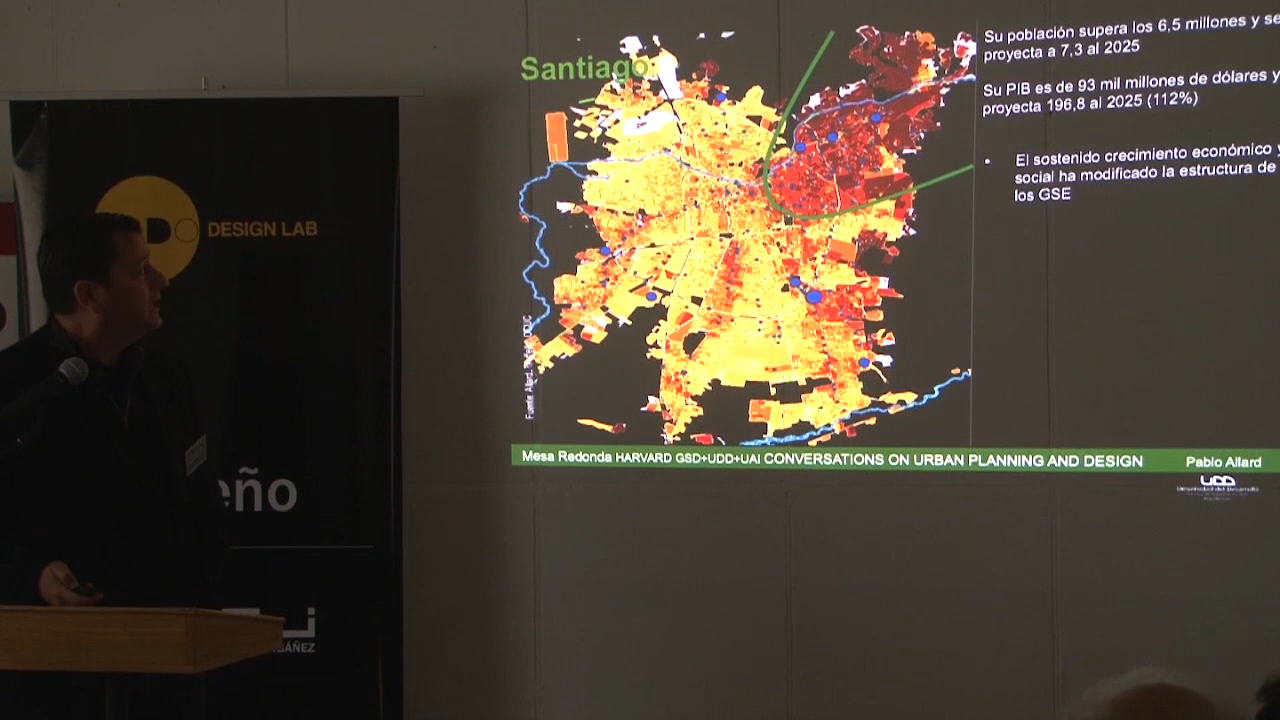 Santiago
Su población supera los 6,5 millones y se
proyecta a 7,3 al 2025
Su PIB es de 93 mil millones de dólares y
proyecta 196,8 al 2025 (112%)
• El sostenido crecimiento económico y
social ha modificado la estructura de
los GSE
DESIGN LAB
eño
Mesa Redonda HARVARD GSD+UDD+UAI CONVERSATIONS ON URBAN PLANNING AND DESIGN
Pablo Allard
UDD
Universidad del Desarrollo